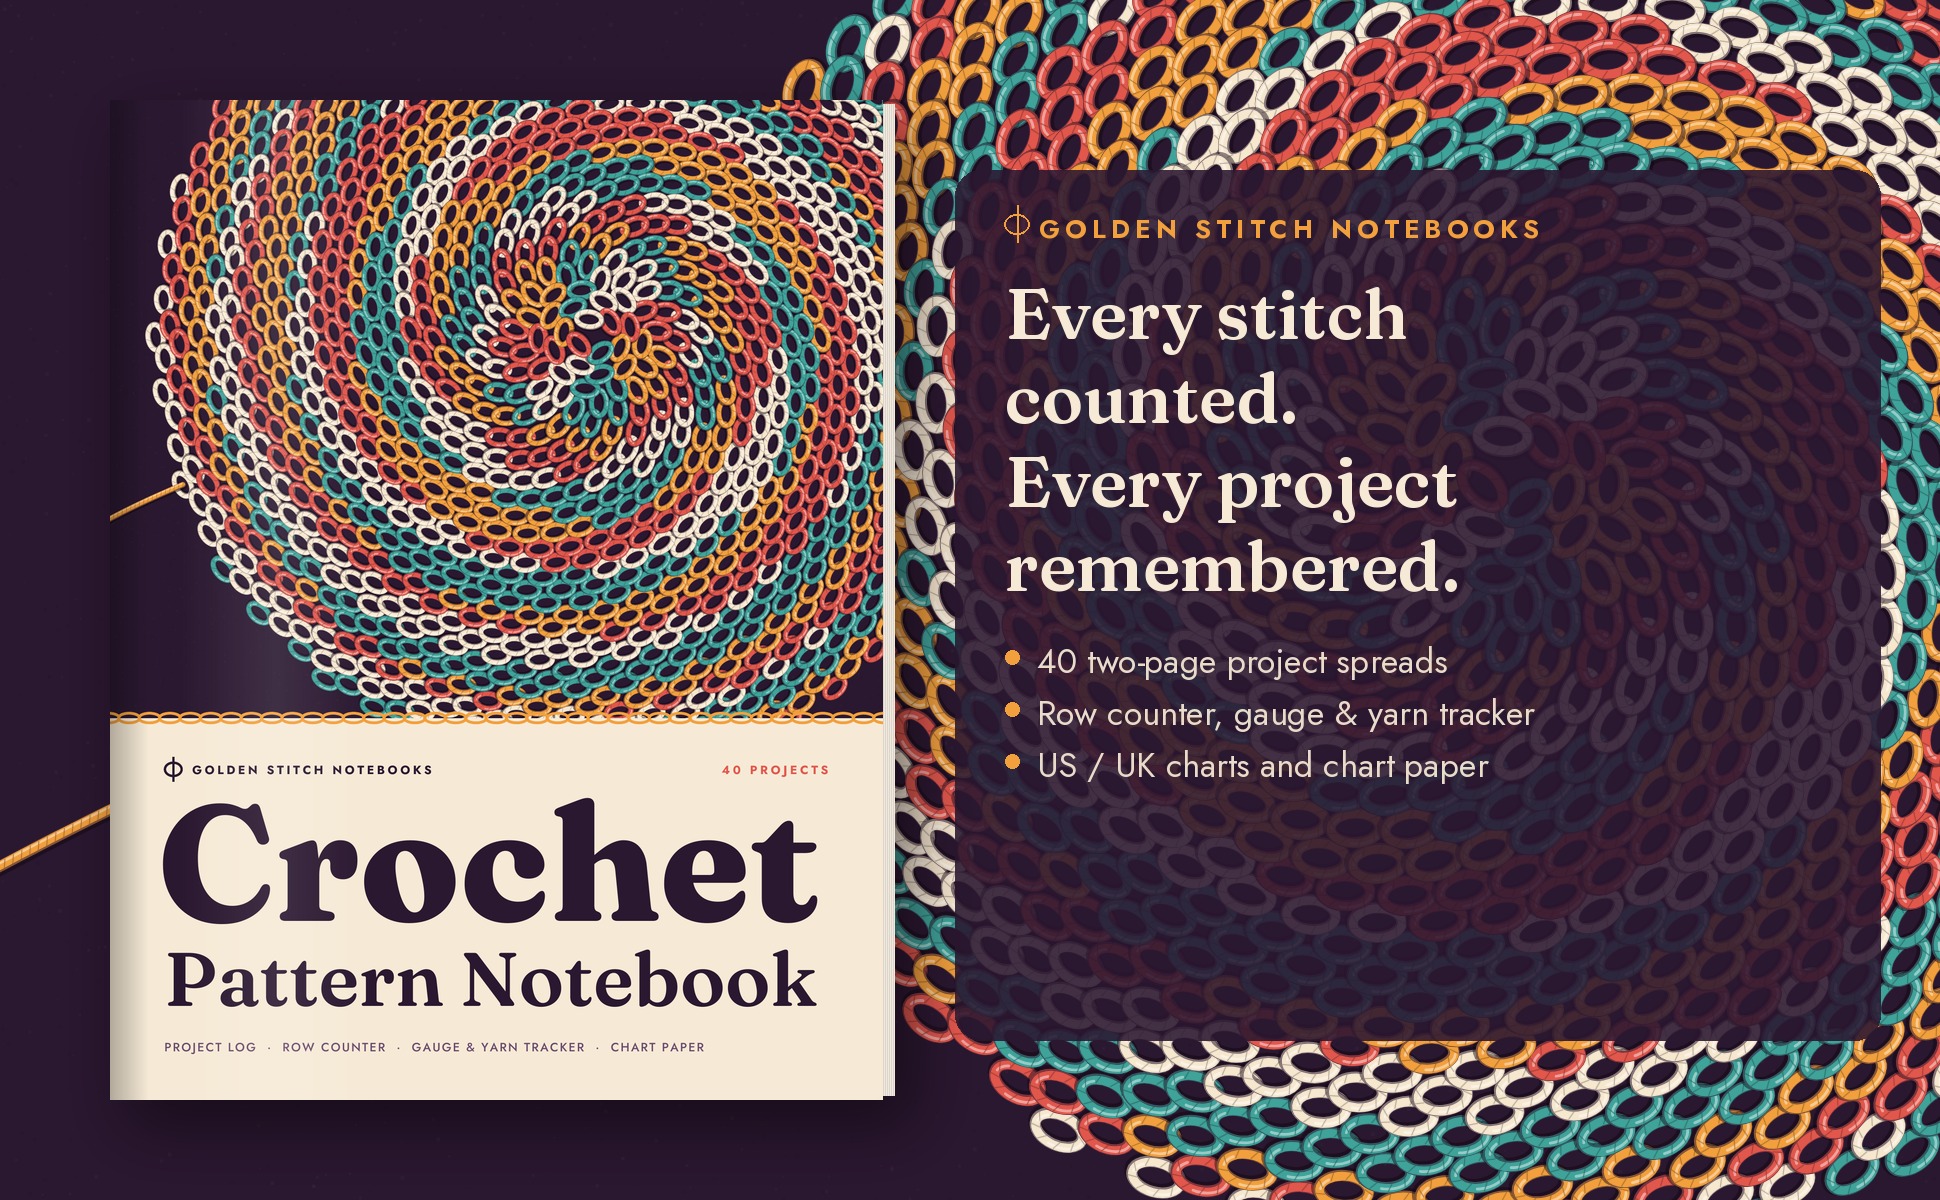 GOLDEN STITCH NOTEBOOKS
40 PROJECTS
Crochet
Pattern Notebook
PROJECT LOG · ROW COUNTER · GAUGE & YARN TRACKER · CHART PAPER
GOLDEN STITCH NOTEBOOKS
Every stitch
counted.
Every project
remembered.
40 two-page project spreads
Row counter, gauge & yarn tracker
US / UK charts and chart paper